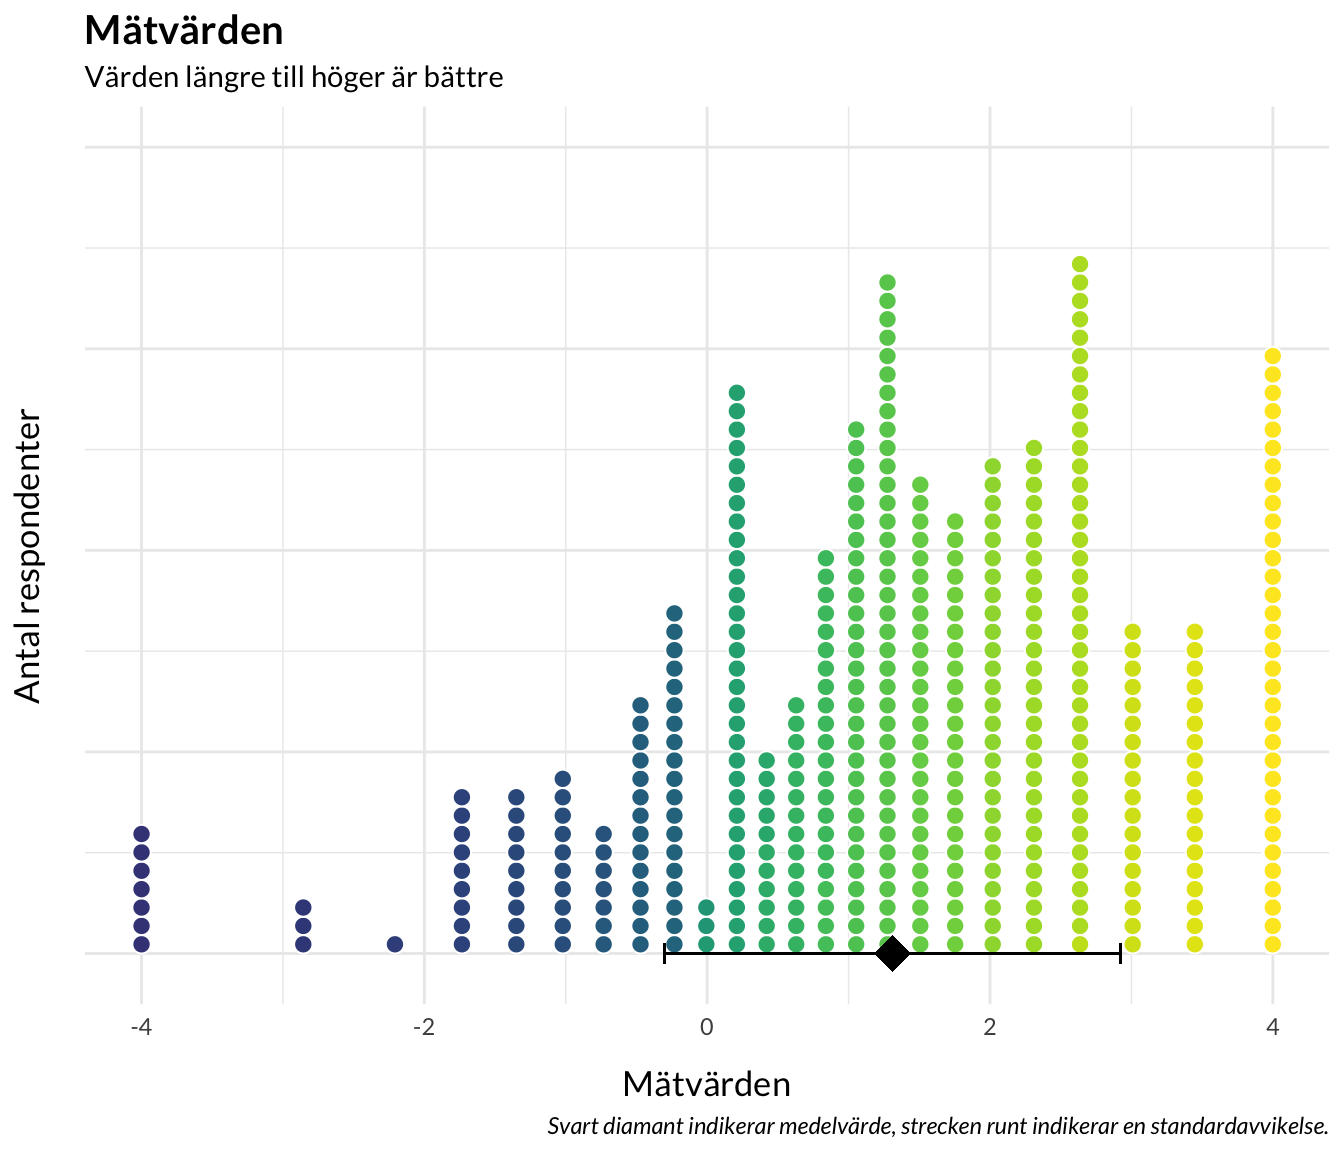 Mätvärden
Värden längre till höger är bättre
Antal respondenter
-4
-2
0
2
4
Mätvärden
Svart diamant indikerar medelvärde, strecken runt indikerar en standardavvikelse.